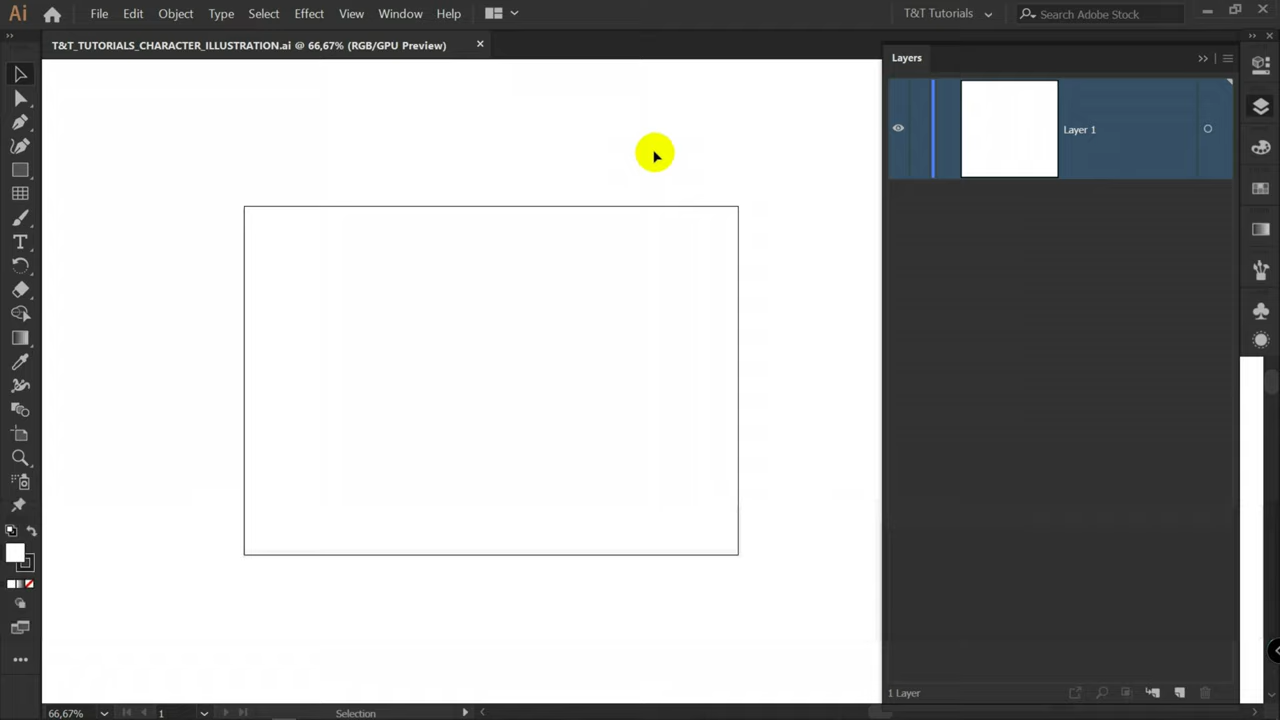 Ai File Edit Object Type Select Effect View Window Help T&T Tutorials Search Adobe Stock
T&T_TUTORIALS_CHARACTER_ILLUSTRATION.ai @ 66,67% (RGB/GPU Preview)
Layers
Layer 1
T
1 Layer
66,67% 1 Selection